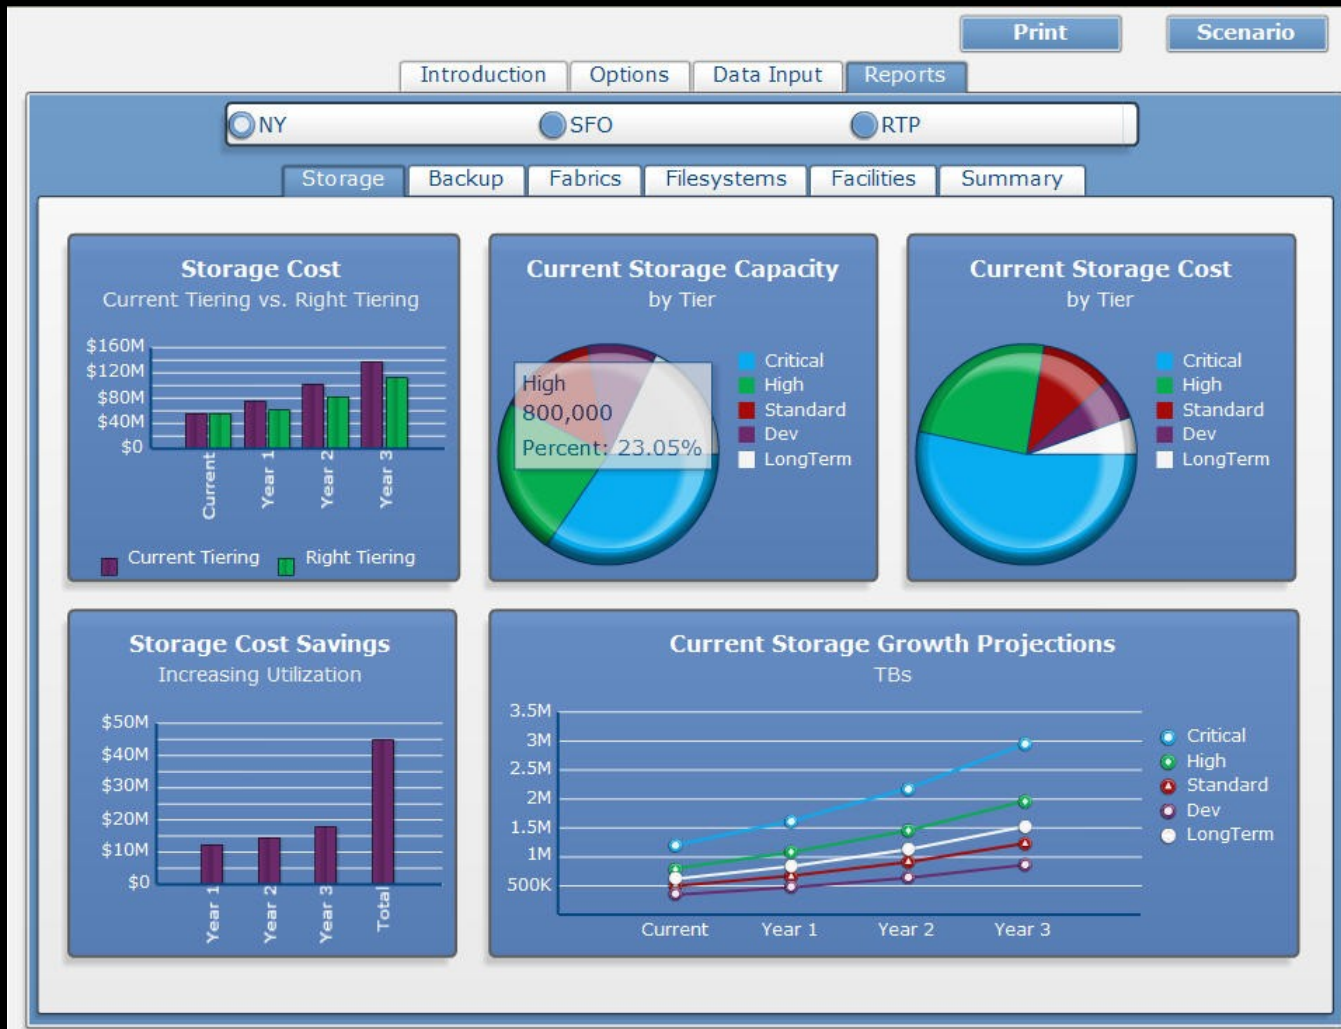 Print
Scenario
Introduction
Options
Data Input
Reports
NY
SFO
RTP
Storage
Backup
Fabrics
Filesystems
Facilities
Summary
Storage Cost
Current Tiering vs. Right Tiering
$160M
$120M
$80M
$40M
$0
Current
Year 1
Year 2
Year 3
Current Tiering
Right Tiering
Current Storage Capacity
by Tier
High
800,000
Percent: 23.05%
Critical
High
Standard
Dev
LongTerm
Current Storage Cost
by Tier
Critical
High
Standard
Dev
LongTerm
Storage Cost Savings
Increasing Utilization
$50M
$40M
$30M
$20M
$10M
$0
Year 1
Year 2
Year 3
Total
Current Storage Growth Projections
TBs
3.5M
3M
2.5M
2M
1.5M
1M
500K
Current
Year 1
Year 2
Year 3
Critical
High
Standard
Dev
LongTerm